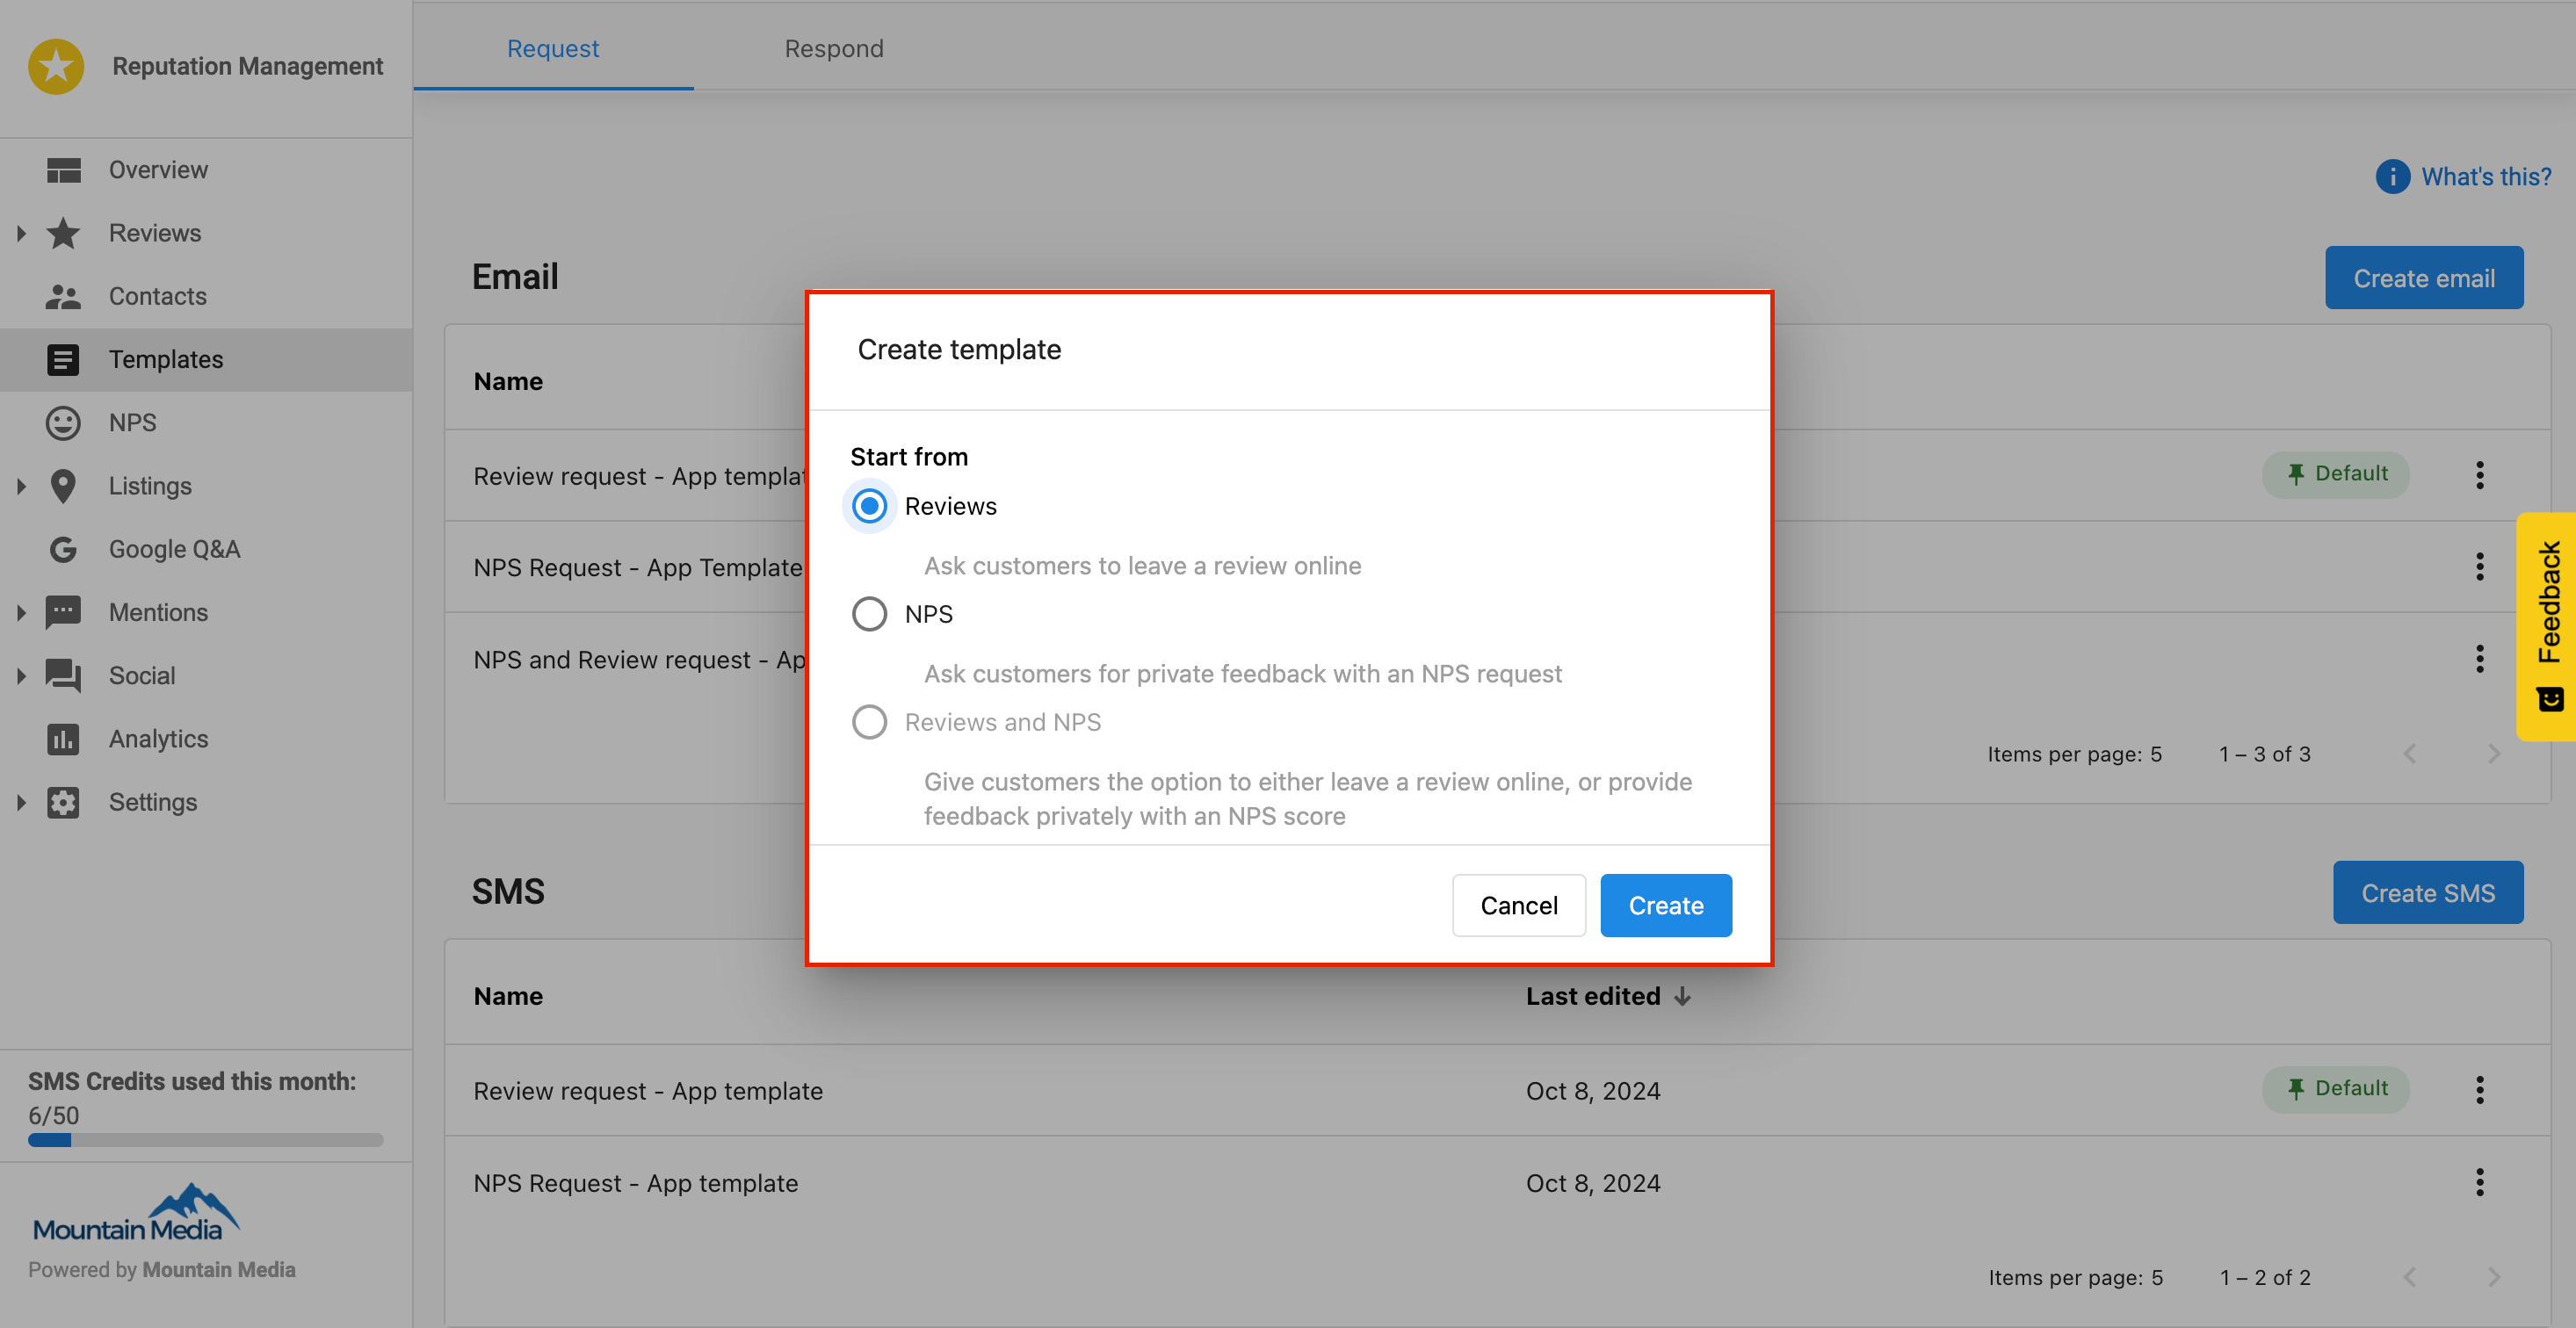 Reputation Management
Overview
Reviews
Contacts
Templates
NPS
Listings
Google Q&A
Mentions
Social
Analytics
Settings
SMS Credits used this month:
6/50
Mountain Media
Powered by Mountain Media
Request Respond
What's this?
Email Create email
Name
Review request - App templat Default
NPS Request - App Template
NPS and Review request - Ap
Items per page: 5 1 – 3 of 3
Create template
Start from
Reviews
Ask customers to leave a review online
NPS
Ask customers for private feedback with an NPS request
Reviews and NPS
Give customers the option to either leave a review online, or provide
feedback privately with an NPS score
Cancel Create
SMS Create SMS
Name Last edited
Review request - App template Oct 8, 2024 Default
NPS Request - App template Oct 8, 2024
Items per page: 5 1 – 2 of 2
Feedback